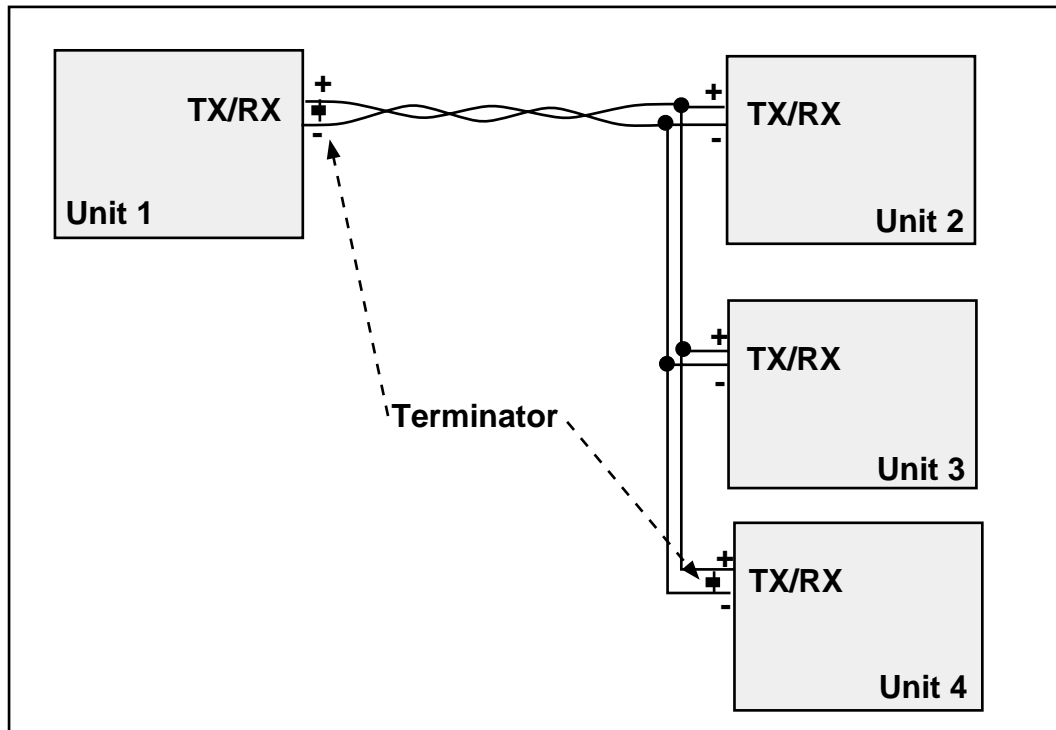 +
TX/RX
-
Unit 1
+
TX/RX
-
Unit 2
+
TX/RX
-
Unit 3
Terminator
+
TX/RX
-
Unit 4